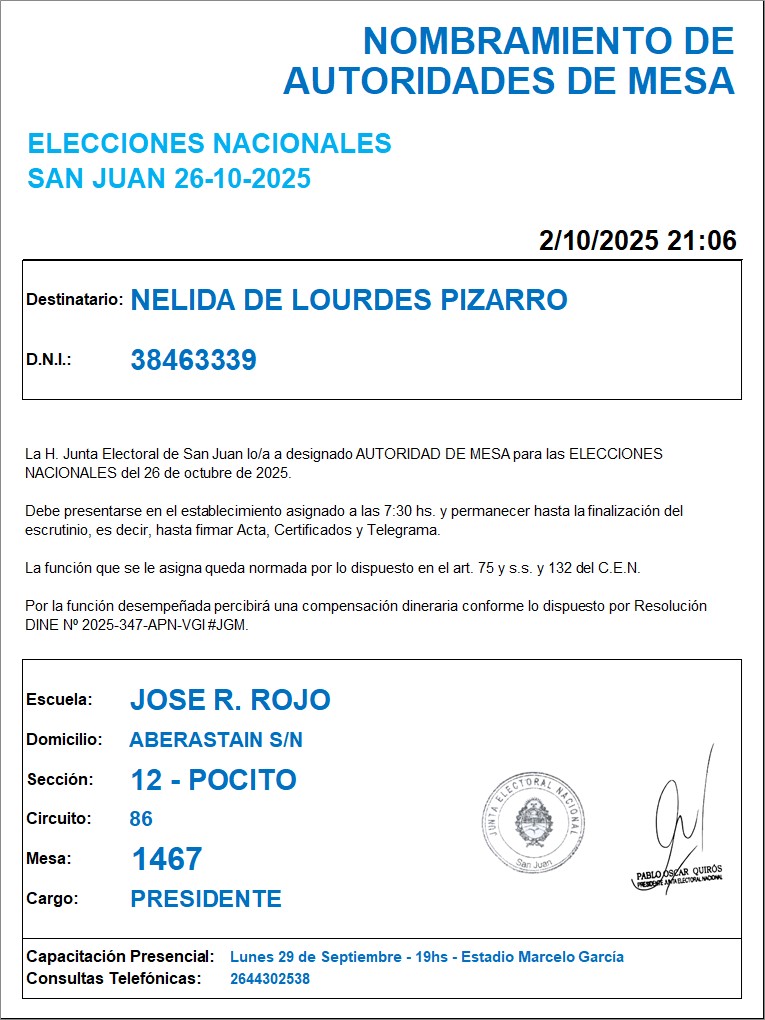 NOMBRAMIENTO DE
AUTORIDADES DE MESA
ELECCIONES NACIONALES
SAN JUAN 26-10-2025
2/10/2025 21:06
Destinatario: NELIDA DE LOURDES PIZARRO
D.N.I.: 38463339
La H. Junta Electoral de San Juan lo/a a designado AUTORIDAD DE MESA para las ELECCIONES
NACIONALES del 26 de octubre de 2025.
Debe presentarse en el establecimiento asignado a las 7:30 hs. y permanecer hasta la finalización del
escrutinio, es decir, hasta firmar Acta, Certificados y Telegrama.
La función que se le asigna queda normada por lo dispuesto en el art. 75 y s.s. y 132 del C.E.N.
Por la función desempeñada percibirá una compensación dineraria conforme lo dispuesto por Resolución
DINE Nº 2025-347-APN-VGI#JGM.
Escuela: JOSE R. ROJO
Domicilio: ABERASTAIN S/N
Sección: 12 - POCITO
Circuito: 86
Mesa: 1467
Cargo: PRESIDENTE
JUNTA ELECTORAL NACIONAL
San Juan
PABLO OSCAR QUIRÓS
PRESIDENTE JUNTA ELECTORAL NACIONAL
Capacitación Presencial: Lunes 29 de Septiembre - 19hs - Estadio Marcelo García
Consultas Telefónicas: 2644302538